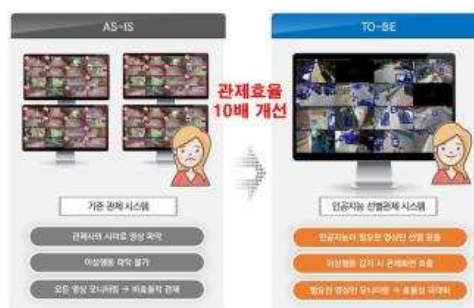 AS-IS
TO-BE
관제효율
10배 개선
기존 관제 시스템
인공지능 선별관제 시스템
관제사의 시야로 영상 파악
이상행동 파악 불가
모든 영상 모니터링 → 비효율적 관제
인공지능이 필요한 영상만 선별 표출
이상행동 감지 시 관제화면 표출
필요한 영상만 모니터링 → 효율성 극대화